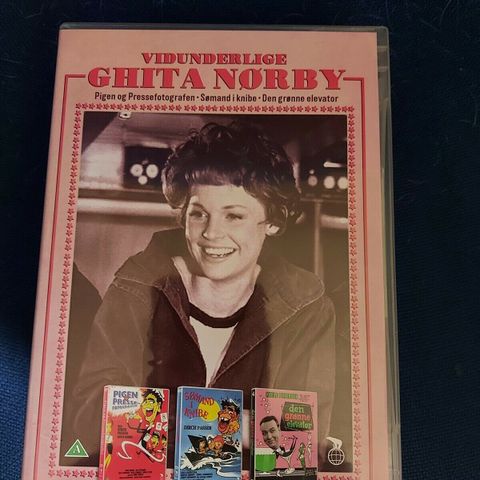 VIDUNDERLIGE
GHITA NØRBY
Pigen og Pressefotografen · Sømand i knibe · Den grønne elevator
PIGEN
PRESSE
SØMAND
I
KNIBE
DIRCH PASSER
den
grønne
elevator
A